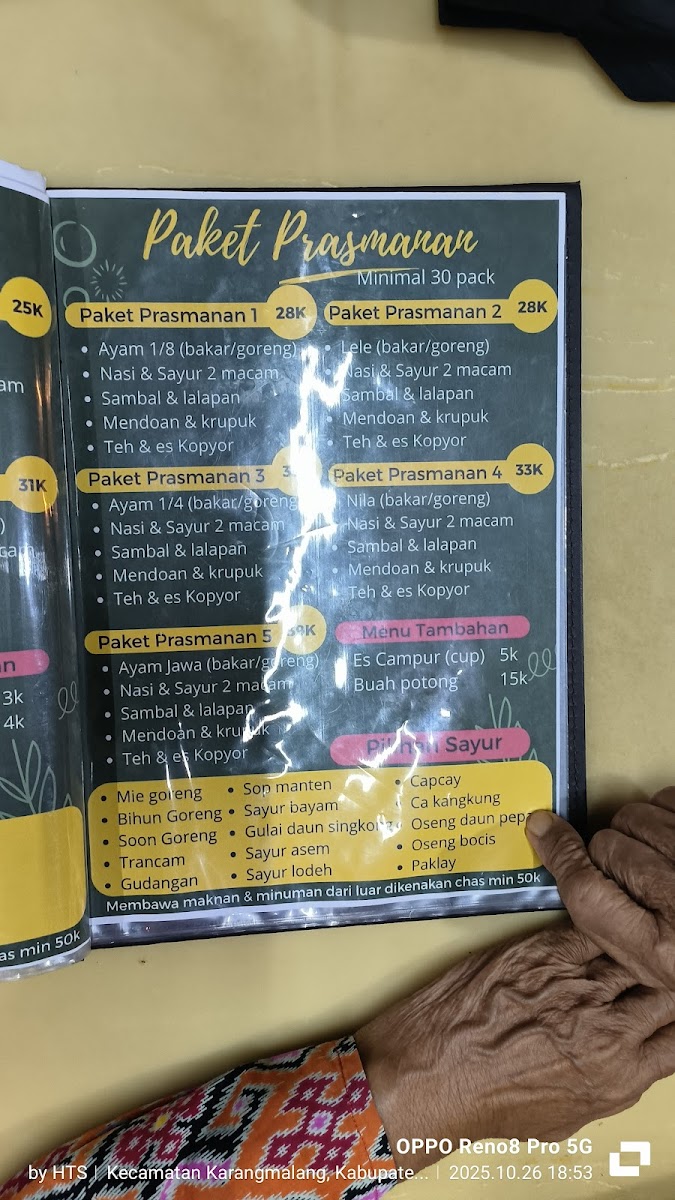 Paket Prasmanan
Minimal 30 pack
25K
am
31K
an
3k
4k
as min 50k
Paket Prasmanan 1 28K
Ayam 1/8 (bakar/goreng)
Nasi & Sayur 2 macam
Sambal & lalapan
Mendoan & krupuk
Teh & es Kopyor
Paket Prasmanan 2 28K
Lele (bakar/goreng)
Nasi & Sayur 2 macam
Sambal & lalapan
Mendoan & krupuk
Teh & es Kopyor
Paket Prasmanan 3
Ayam 1/4 (bakar/goreng
Nasi & Sayur 2 macam
Sambal & lalapan
Mendoan & krupuk
Teh & es Kopyor
Paket Prasmanan 4 33K
Nila (bakar/goreng)
Nasi & Sayur 2 macam
Sambal & lalapan
Mendoan & krupuk
Teh & es Kopyor
Paket Prasmanan 5
Ayam Jawa (bakar/goreng)
Nasi & Sayur 2 macam
Sambal & lalapan
Mendoan & krupuk
Teh & es Kopyor
Menu Tambahan
Es Campur (cup) 5k
Buah potong 15k
Pilihan Sayur
Mie goreng
Bihun Goreng
Soon Goreng
Trancam
Gudangan
Sop manten
Sayur bayam
Gulai daun singkong
Sayur asem
Sayur lodeh
Capcay
Ca kangkung
Oseng daun pepa
Oseng bocis
Paklay
Membawa maknan & minuman dari luar dikenakan chas min 50k
OPPO Reno8 Pro 5G
by HTS | Kecamatan Karangmalang, Kabupate... | 2025.10.26 18:53